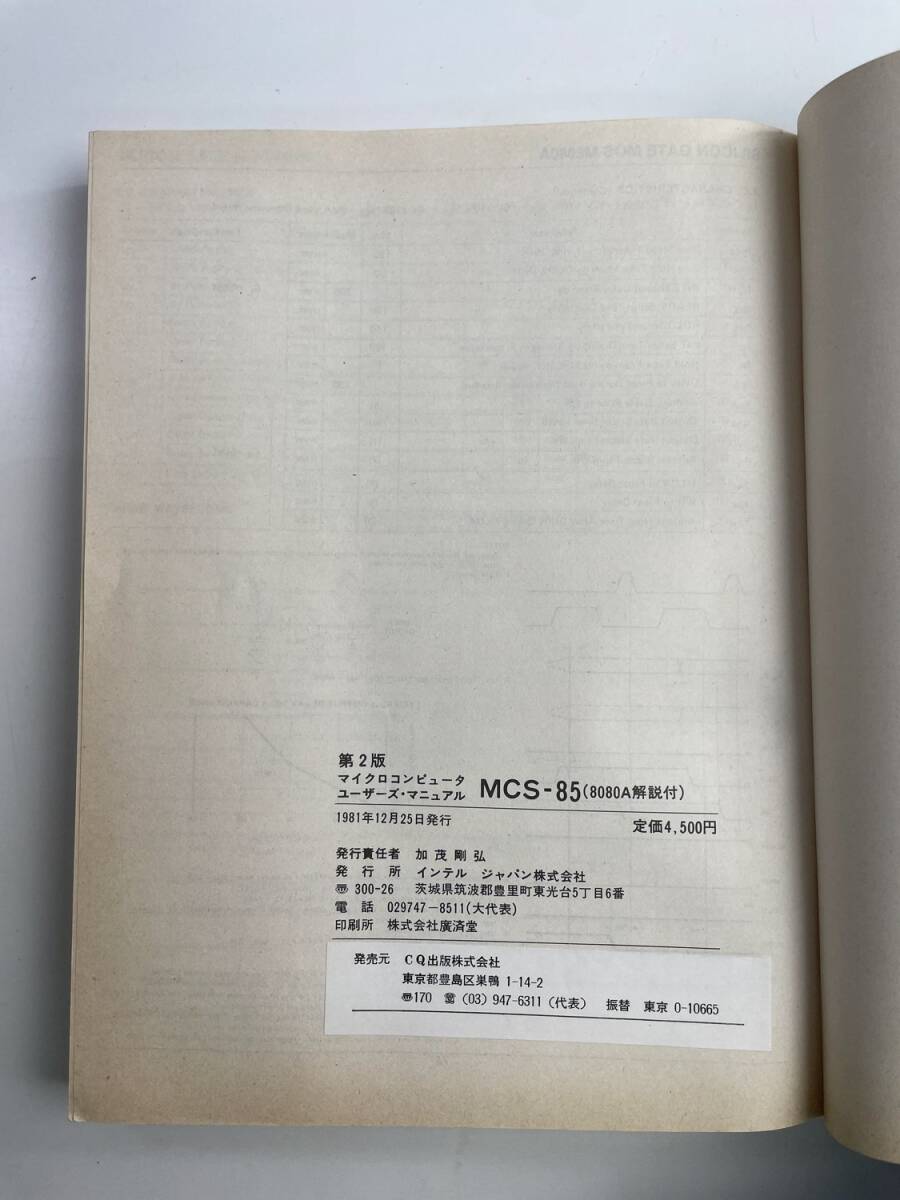 第2版
マイクロコンピュータ
ユーザーズ・マニュアル MCS-85(8080A解説付)
1981年12月25日発行 定価4,500円
発行責任者 加茂剛弘
発行所 インテル ジャパン株式会社
〠 300-26 茨城県筑波郡豊里町東光台5丁目6番
電話 029747-8511(大代表)
印刷所 株式会社廣済堂
発売元 CQ出版株式会社
東京都豊島区巣鴨 1-14-2
〠170 ☎ (03) 947-6311 (代表) 振替 東京 0-10665